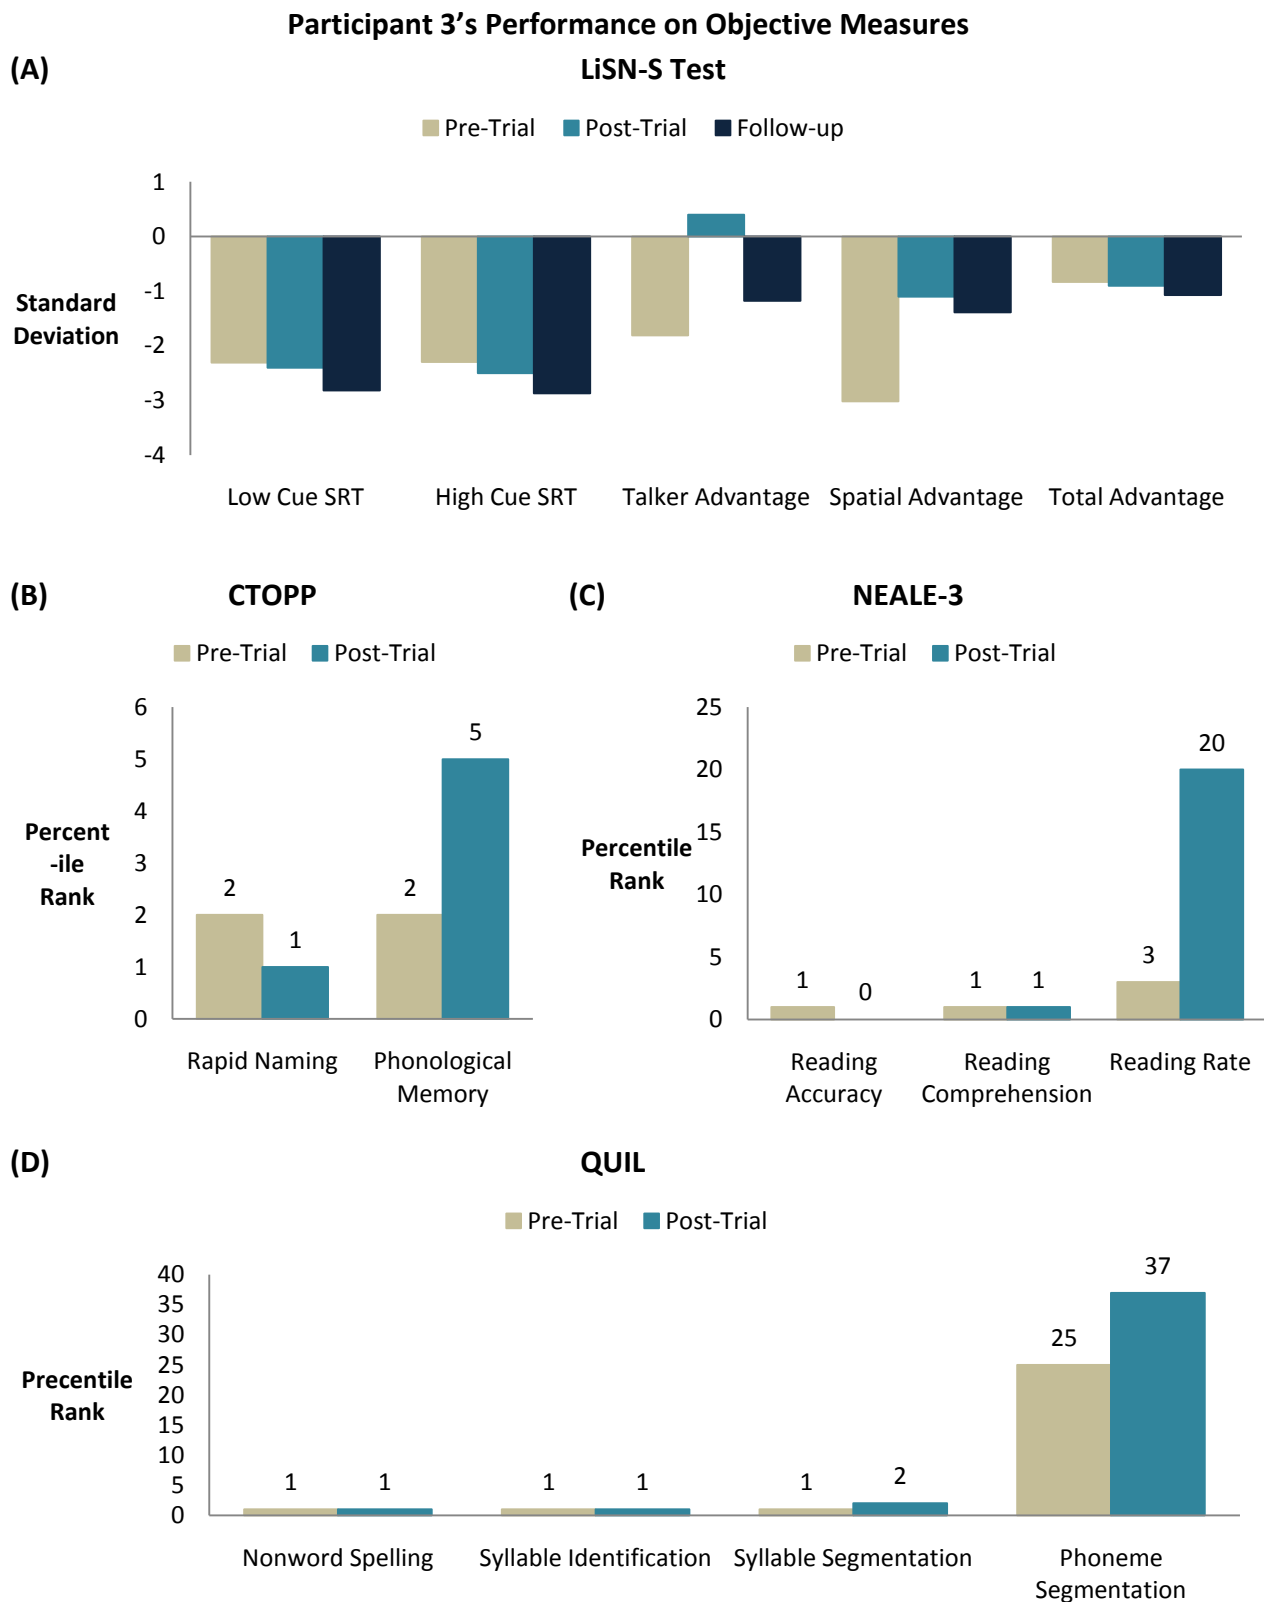 Participant 3's Performance on Objective Measures
(A) LiSN-S Test
Pre-Trial Post-Trial Follow-up
1
0
-1
-2
-3
-4
Standard
Deviation
Low Cue SRT High Cue SRT Talker Advantage Spatial Advantage Total Advantage
(B) CTOPP
Pre-Trial Post-Trial
6
5
4
3
2
1
0
Percent
-ile
Rank
2 1 2 5
Rapid Naming Phonological
Memory
(C) NEALE-3
Pre-Trial Post-Trial
25
20
15
10
5
0
Percentile
Rank
1 0 1 1 3 20
Reading
Accuracy
Reading
Comprehension
Reading Rate
(D) QUIL
Pre-Trial Post-Trial
40
35
30
25
20
15
10
5
0
Precentile
Rank
1 1 1 1 1 2 25 37
Nonword Spelling Syllable Identification Syllable Segmentation Phoneme
Segmentation